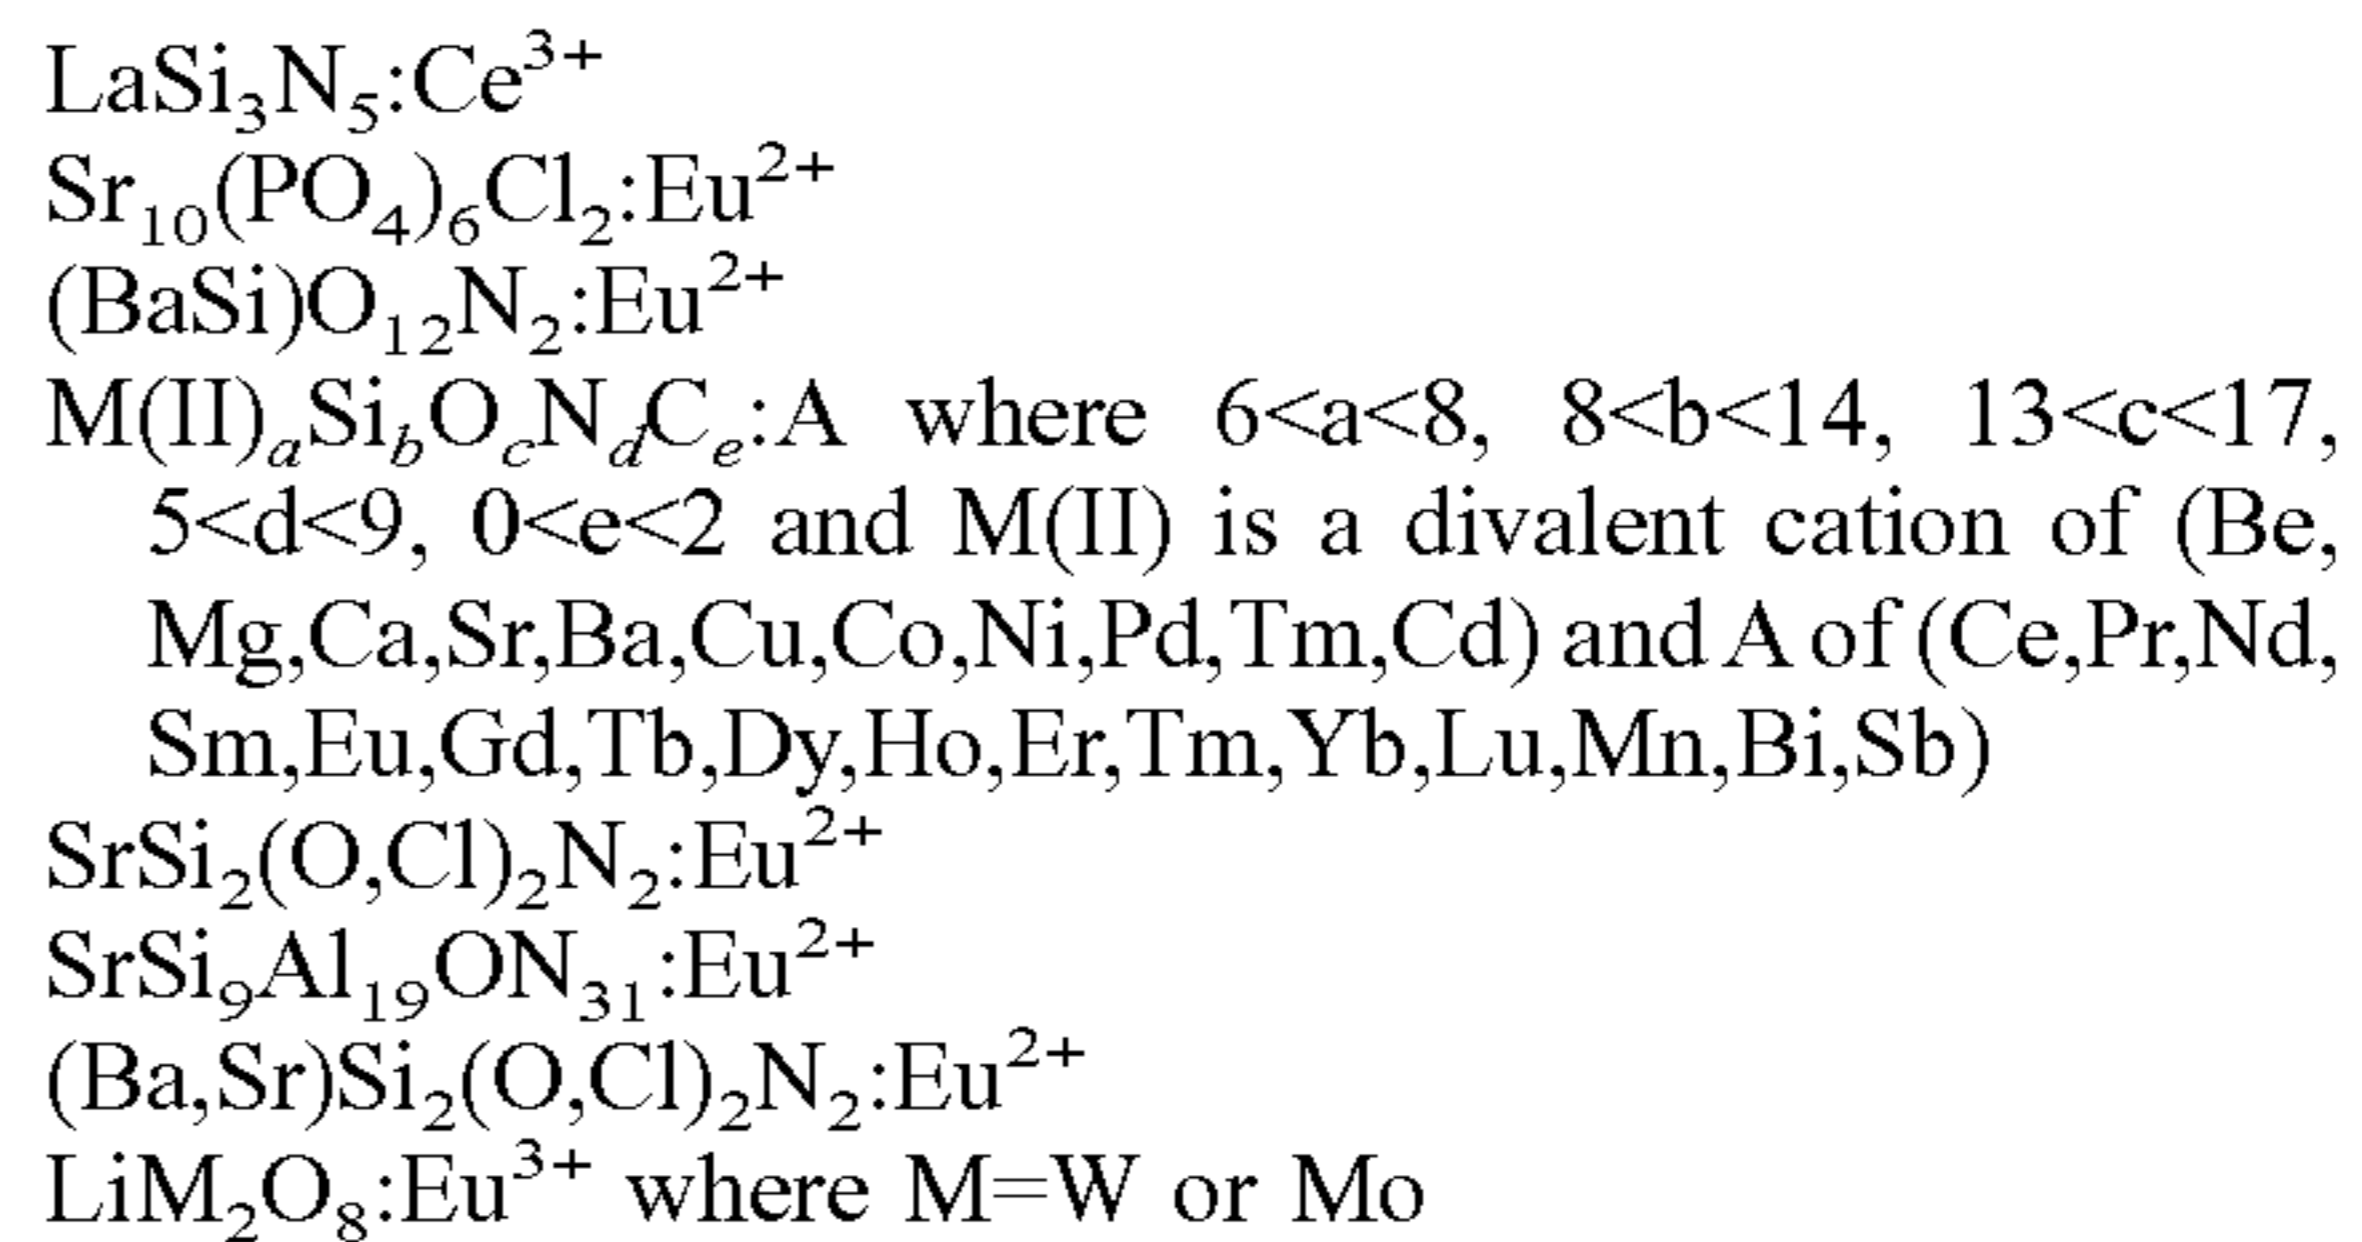 LaSi₃N₅:Ce³⁺
Sr₁₀(PO₄)₆Cl₂:Eu²⁺
(BaSi)O₁₂N₂:Eu²⁺
M(II)ₐSi_bO_cN_dC_e:A where 6<a<8, 8<b<14, 13<c<17,
5<d<9, 0<e<2 and M(II) is a divalent cation of (Be,
Mg,Ca,Sr,Ba,Cu,Co,Ni,Pd,Tm,Cd) and A of (Ce,Pr,Nd,
Sm,Eu,Gd,Tb,Dy,Ho,Er,Tm,Yb,Lu,Mn,Bi,Sb)
SrSi₂(O,Cl)₂N₂:Eu²⁺
SrSi₉Al₁₉ON₃₁:Eu²⁺
(Ba,Sr)Si₂(O,Cl)₂N₂:Eu²⁺
LiM₂O₈:Eu³⁺ where M=W or Mo